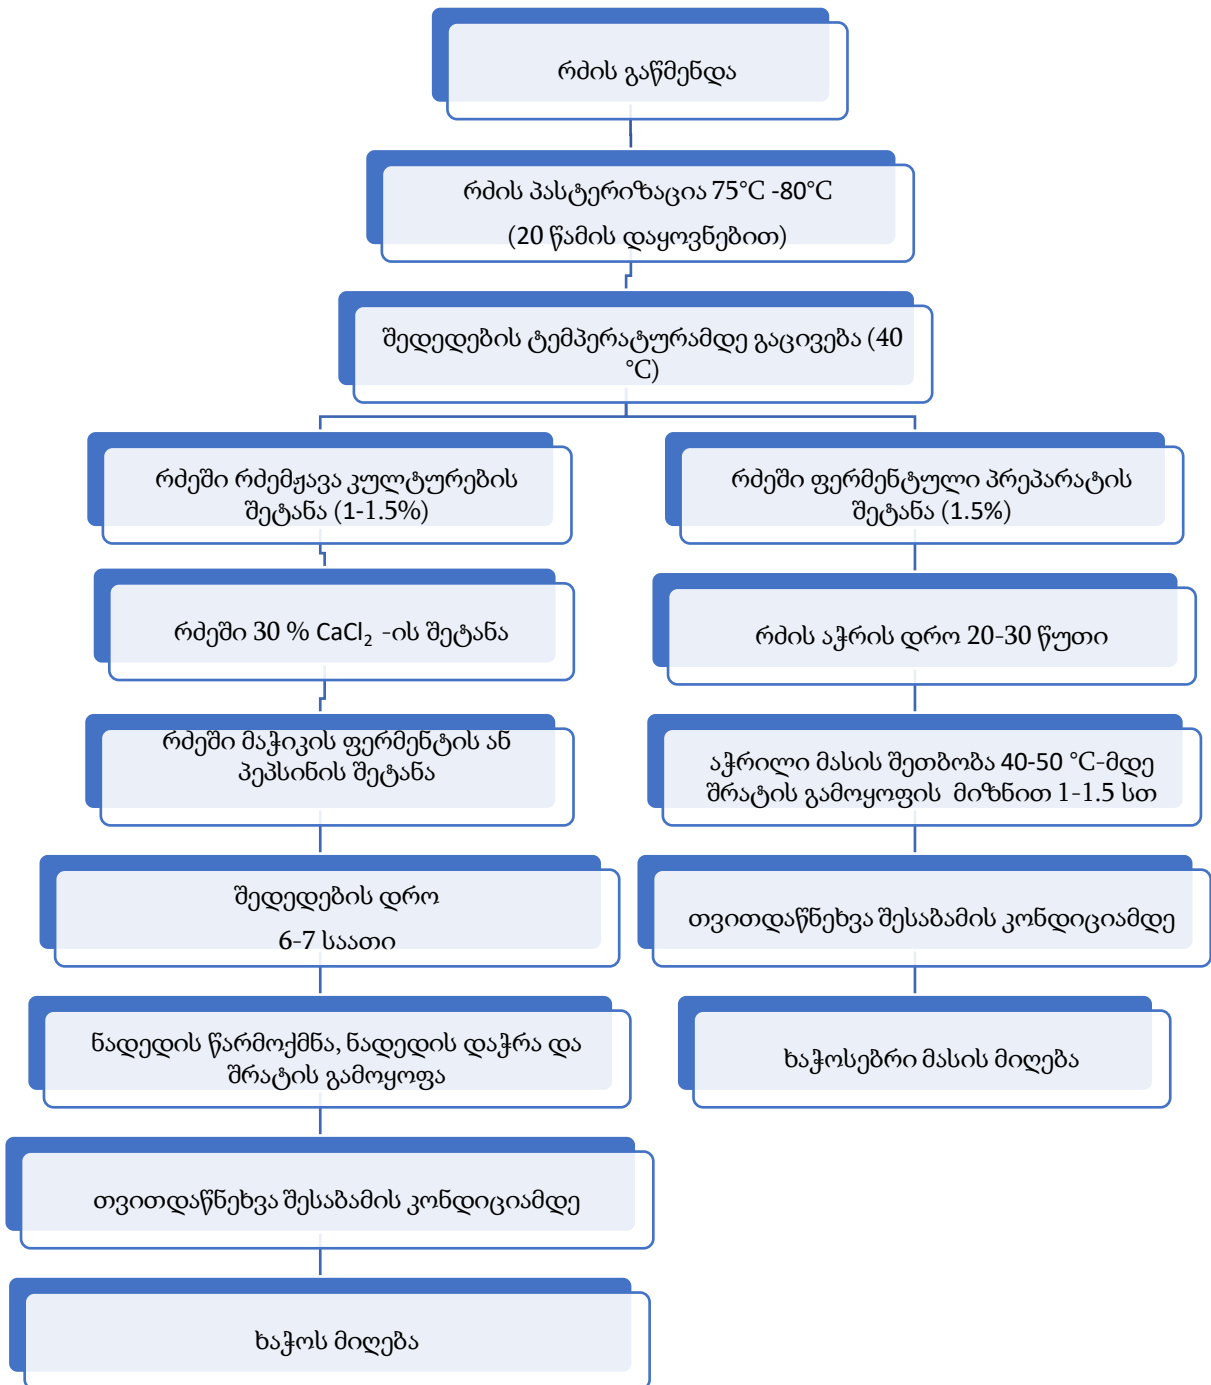 რძის გაწმენდა
რძის პასტერიზაცია 75°C -80°C
(20 წამის დაყოვნებით)
შედედების ტემპერატურამდე გაცივება (40
°C)
რძეში რძემჟავა კულტურების
შეტანა (1-1.5%)
რძეში 30 % CaCl₂ -ის შეტანა
რძეში მაჭიკის ფერმენტის ან
პეპსინის შეტანა
შედედების დრო
6-7 საათი
ნადედის წარმოქმნა, ნადედის დაჭრა და
შრატის გამოყოფა
თვითდაწნეხვა შესაბამის კონდიციამდე
ხაჭოს მიღება
რძეში ფერმენტული პრეპარატის
შეტანა (1.5%)
რძის აჭრის დრო 20-30 წუთი
აჭრილი მასის შეთბობა 40-50 °C-მდე
შრატის გამოყოფის მიზნით 1-1.5 სთ
თვითდაწნეხვა შესაბამის კონდიციამდე
ხაჭოსებრი მასის მიღება